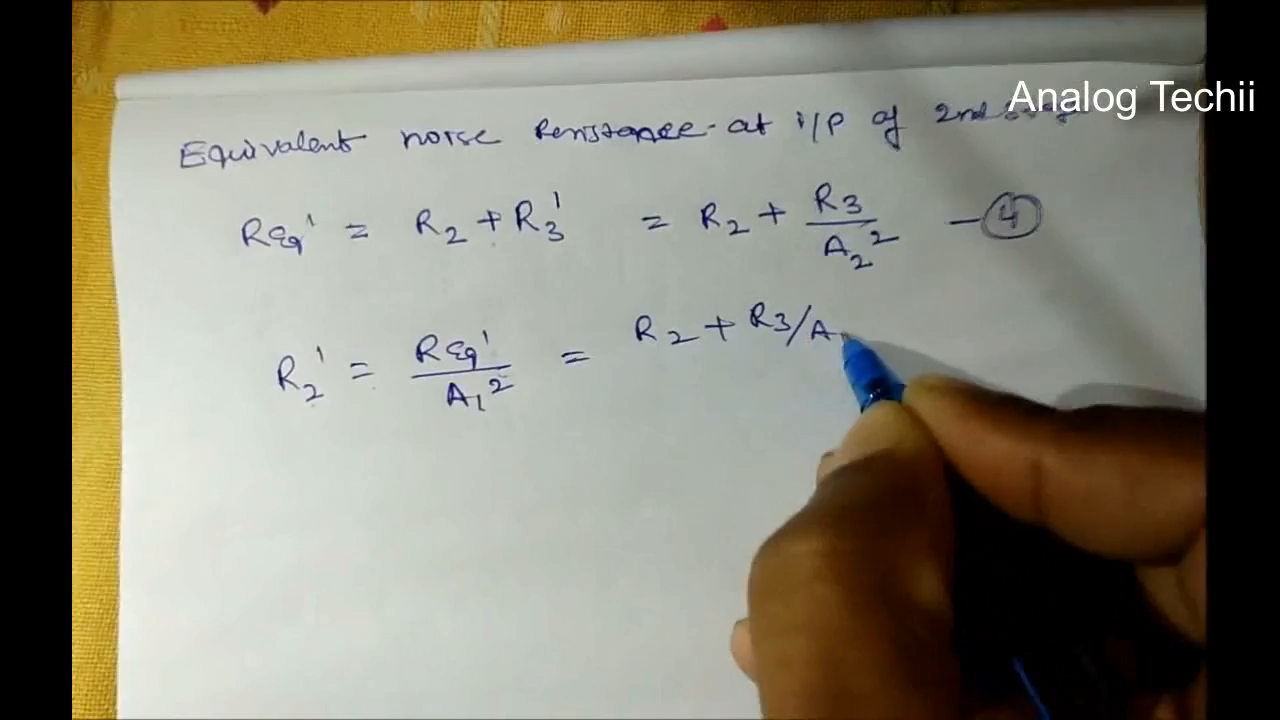 Analog Techii
Equivalent noise Resistance at i/p of 2nd
REq' = R2 + R3' = R2 + R3/A2² - ④
R2' = REq'/A1² = R2 + R3/A